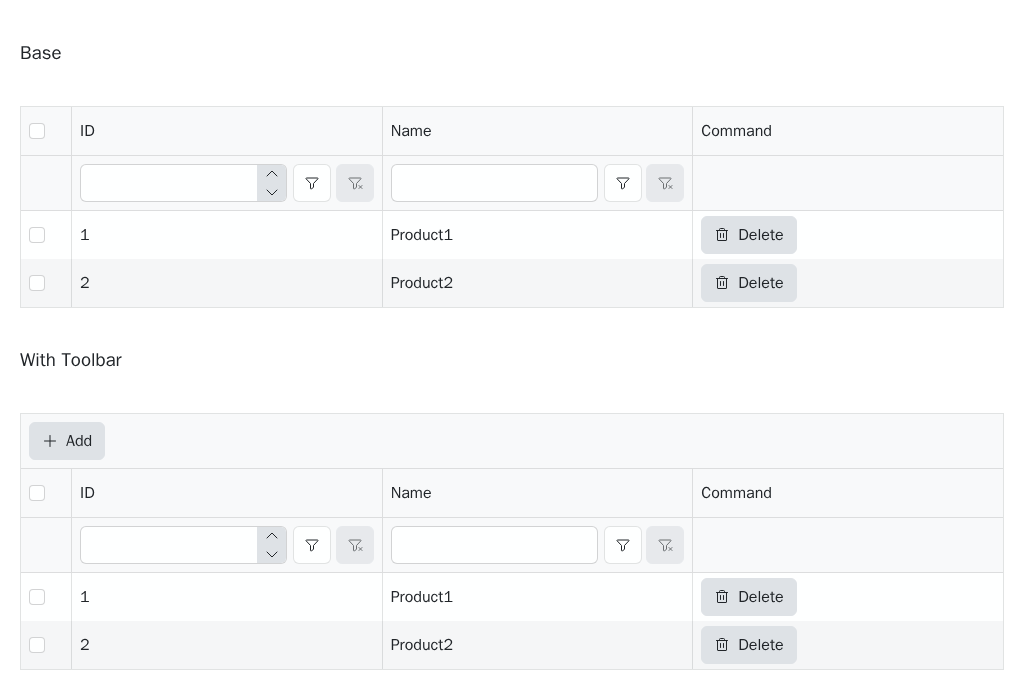 Base
ID Name Command
1 Product1 Delete
2 Product2 Delete
With Toolbar
Add
ID Name Command
1 Product1 Delete
2 Product2 Delete